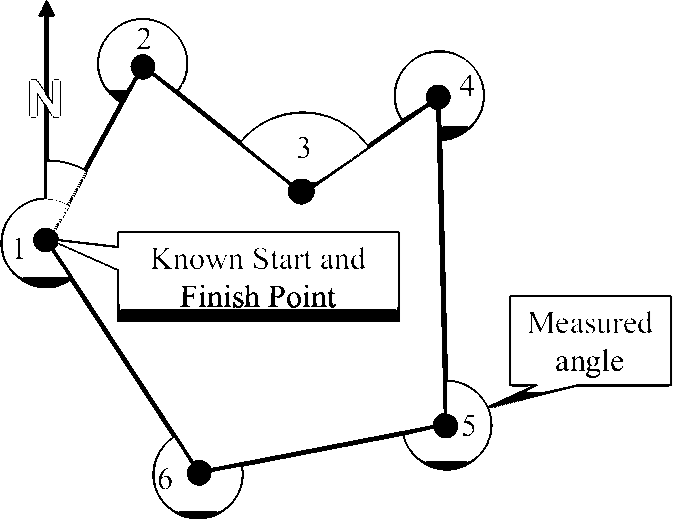 2
4
N
3
1
Known Start and
Finish Point
Measured
angle
5
6